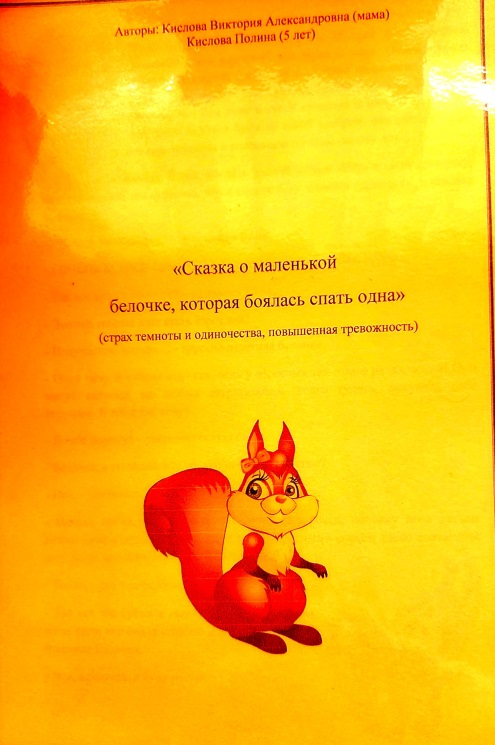 Авторы: Кислова Виктория Александровна (мама)
Кислова Полина (5 лет)
«Сказка о маленькой
белочке, которая боялась спать одна»
(страх темноты и одиночества, повышенная тревожность)